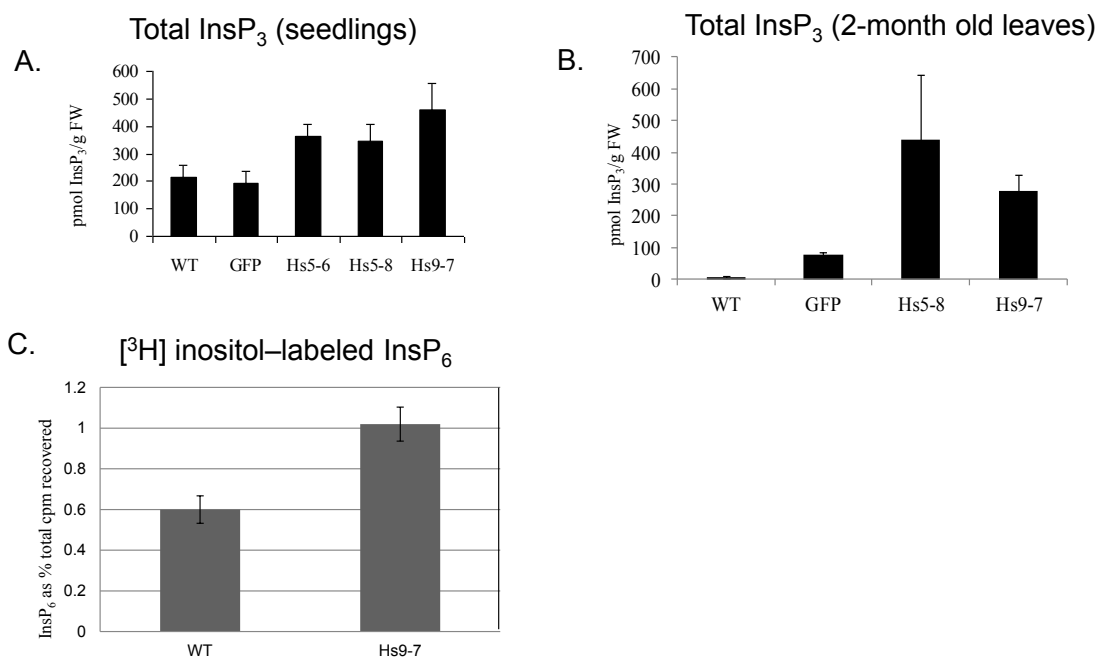 Total InsP₃ (seedlings)
A.
600
500
400
300
200
100
0
pmol InsP₃/g FW
WT GFP Hs5-6 Hs5-8 Hs9-7
Total InsP₃ (2-month old leaves)
B.
700
600
500
400
300
200
100
0
pmol InsP₃/g FW
WT GFP Hs5-8 Hs9-7
C.
[³H] inositol–labeled InsP₆
1.2
1
0.8
0.6
0.4
0.2
0
InsP₆ as % total cpm recovered
WT Hs9-7